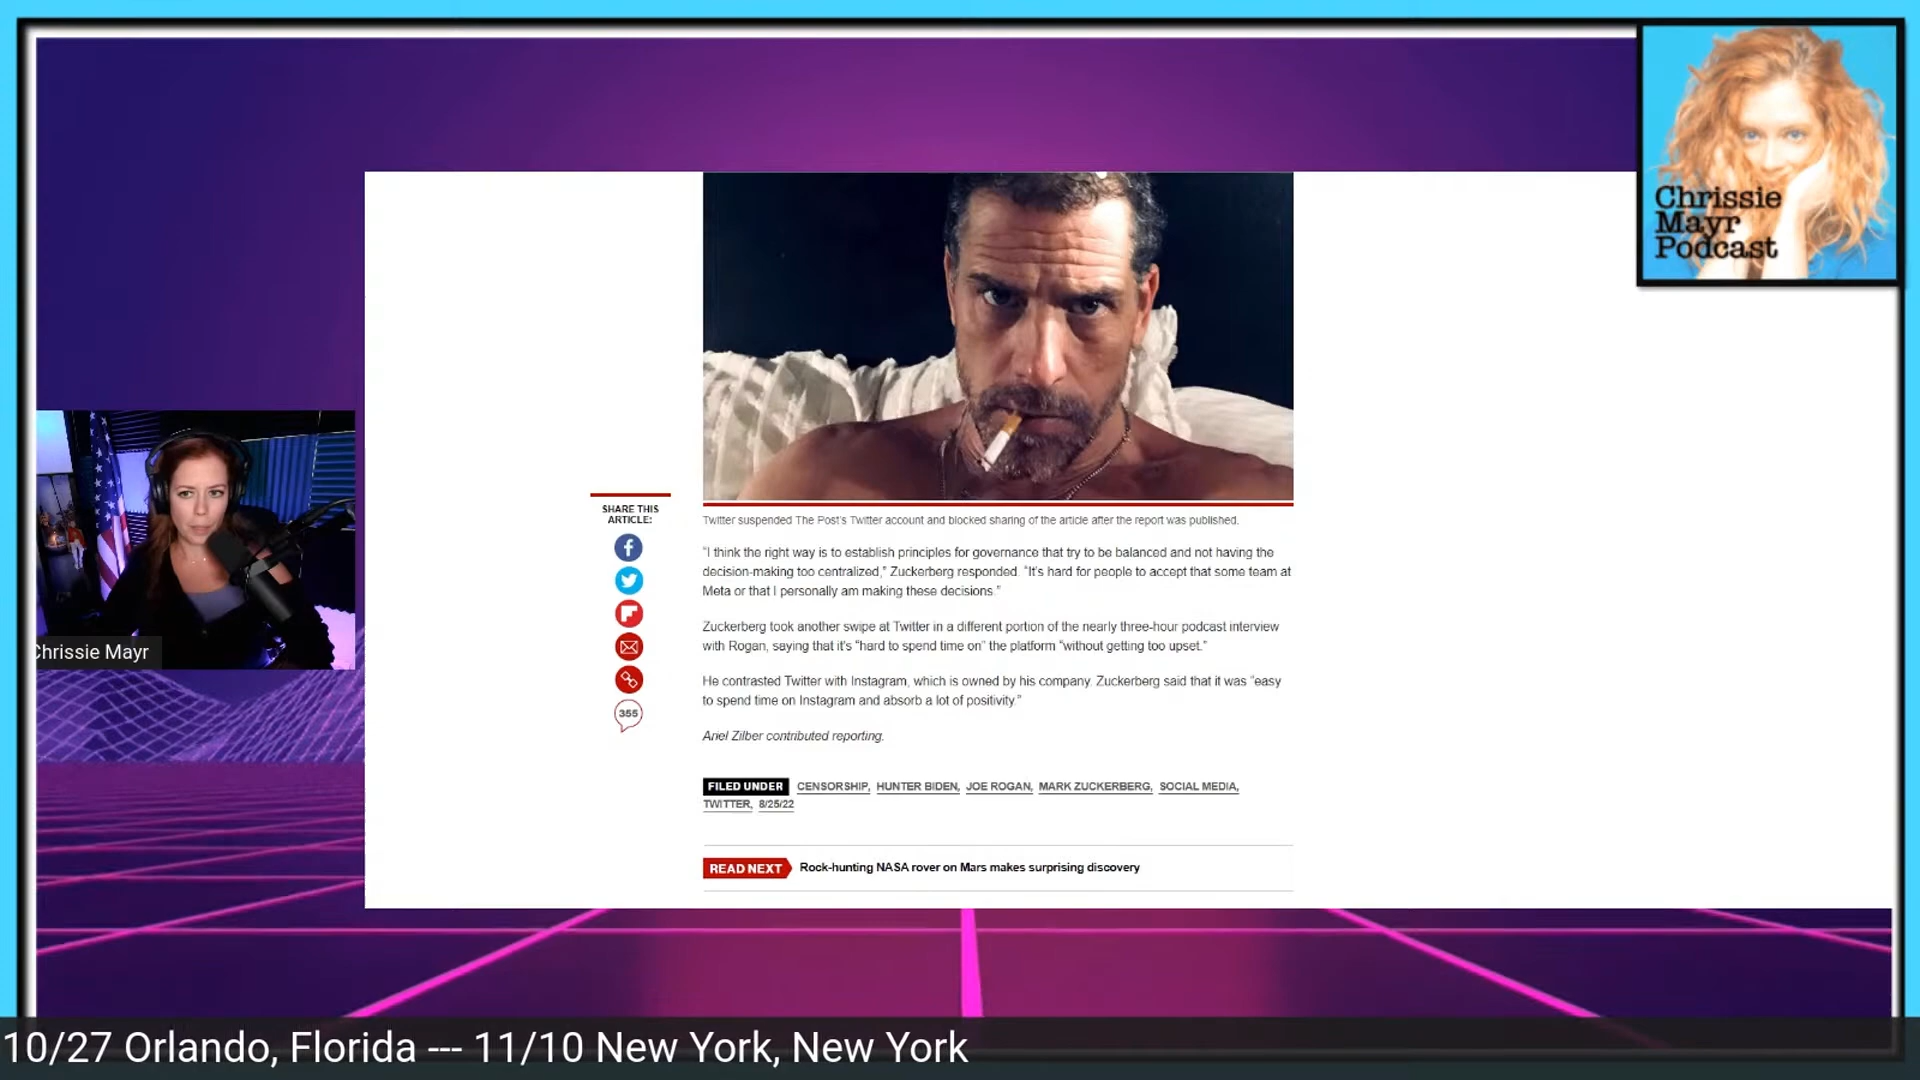 Chrissie
Mayr
Podcast
SHARE THIS
ARTICLE:
355
Twitter suspended The Post's Twitter account and blocked sharing of the article after the report was published.
“I think the right way is to establish principles for governance that try to be balanced and not having the
decision-making too centralized,” Zuckerberg responded. “It’s hard for people to accept that some team at
Meta or that I personally am making these decisions.”
Zuckerberg took another swipe at Twitter in a different portion of the nearly three-hour podcast interview
with Rogan, saying that it’s “hard to spend time on” the platform “without getting too upset.”
He contrasted Twitter with Instagram, which is owned by his company. Zuckerberg said that it was “easy
to spend time on Instagram and absorb a lot of positivity.”
Ariel Zilber contributed reporting.
FILED UNDER CENSORSHIP, HUNTER BIDEN, JOE ROGAN, MARK ZUCKERBERG, SOCIAL MEDIA,
TWITTER, 8/25/22
READ NEXT Rock-hunting NASA rover on Mars makes surprising discovery
Chrissie Mayr
10/27 Orlando, Florida --- 11/10 New York, New York